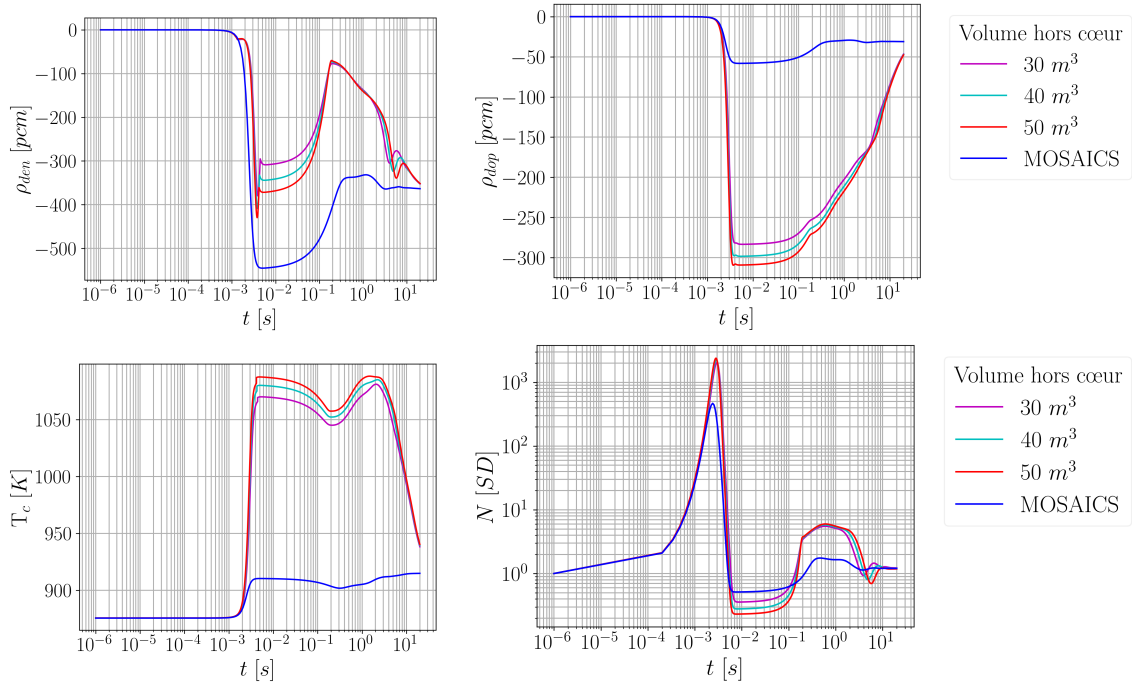 0
−100
−200
−300
−400
−500
ρden [pcm]
10⁻⁶ 10⁻⁵ 10⁻⁴ 10⁻³ 10⁻² 10⁻¹ 10⁰ 10¹
t [s]
0
−50
−100
−150
−200
−250
−300
ρdop [pcm]
10⁻⁶ 10⁻⁵ 10⁻⁴ 10⁻³ 10⁻² 10⁻¹ 10⁰ 10¹
t [s]
Volume hors cœur
30 m³
40 m³
50 m³
MOSAICS
1050
1000
950
900
Tc [K]
10⁻⁶ 10⁻⁵ 10⁻⁴ 10⁻³ 10⁻² 10⁻¹ 10⁰ 10¹
t [s]
10³
10²
10¹
10⁰
N [SD]
10⁻⁶ 10⁻⁵ 10⁻⁴ 10⁻³ 10⁻² 10⁻¹ 10⁰ 10¹
t [s]
Volume hors cœur
30 m³
40 m³
50 m³
MOSAICS